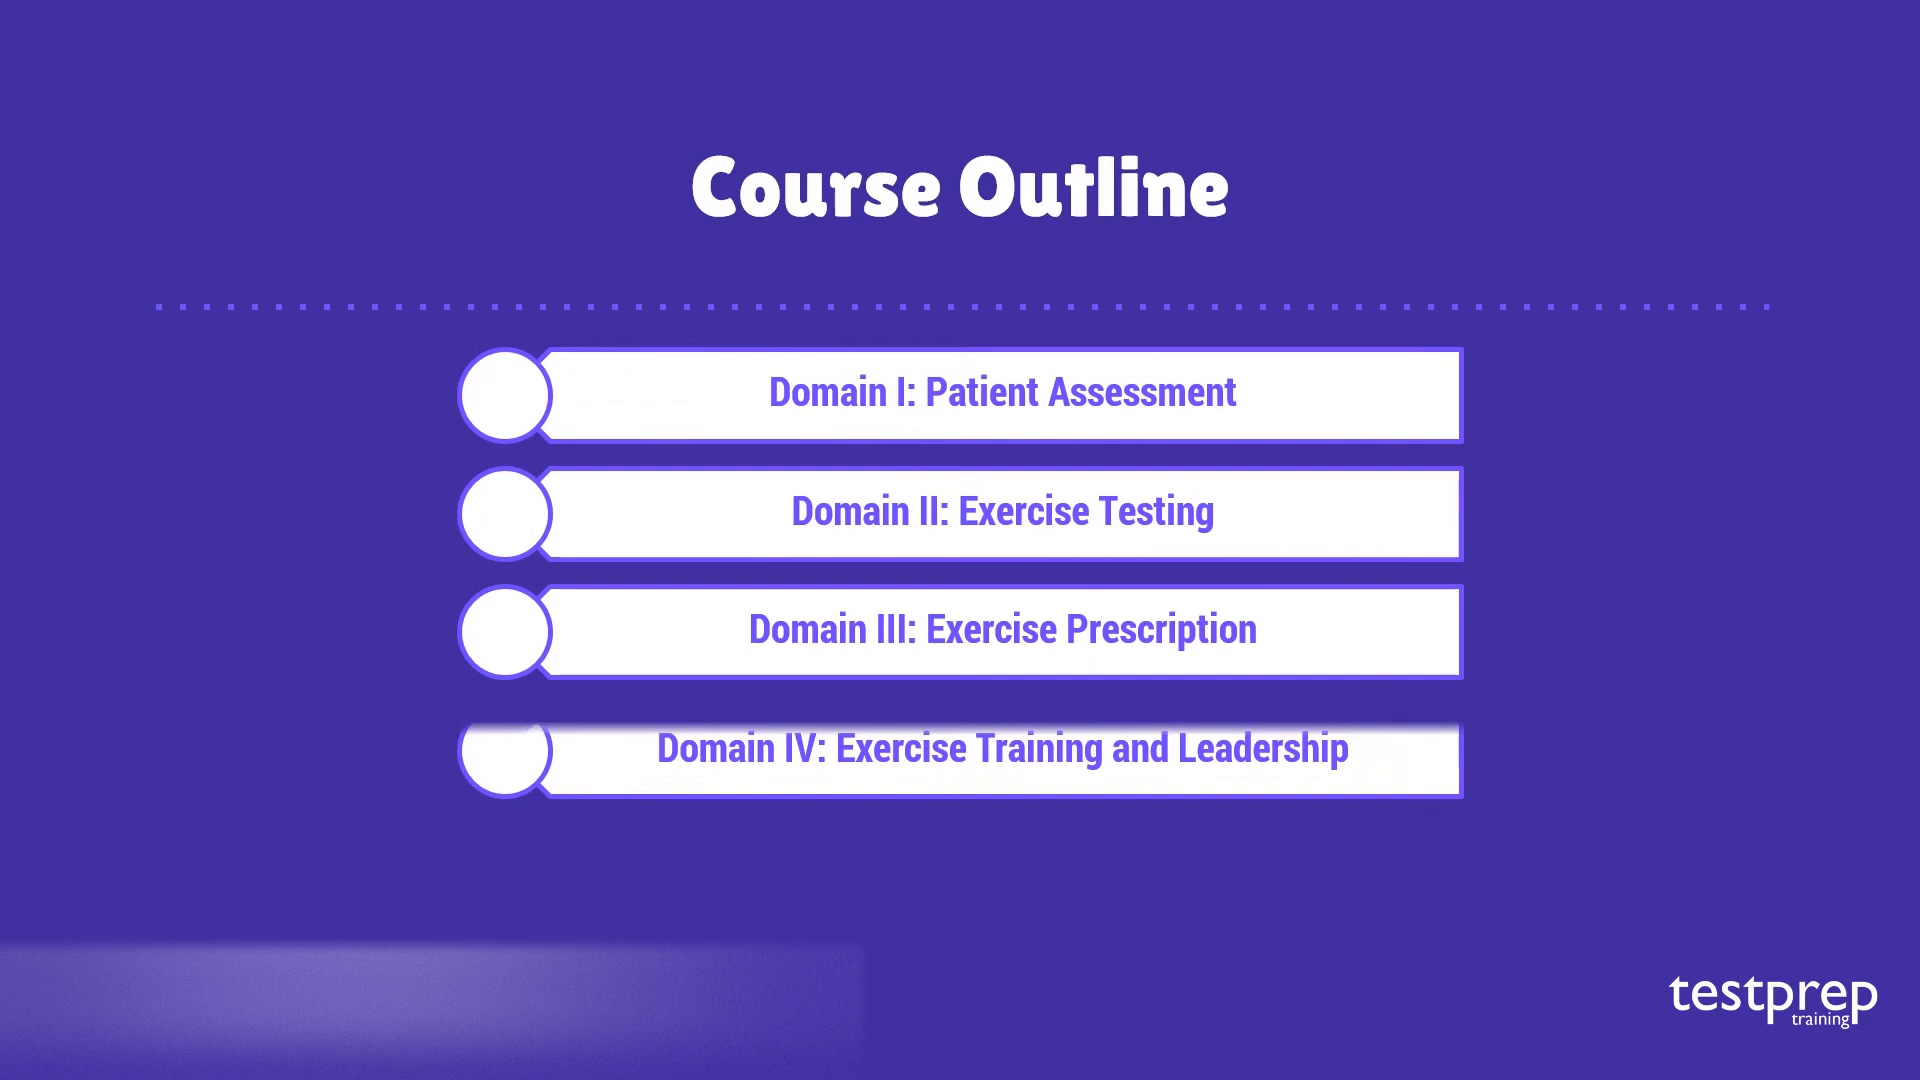 Course Outline
Domain I: Patient Assessment
Domain II: Exercise Testing
Domain III: Exercise Prescription
Domain IV: Exercise Training and Leadership
testprep
training